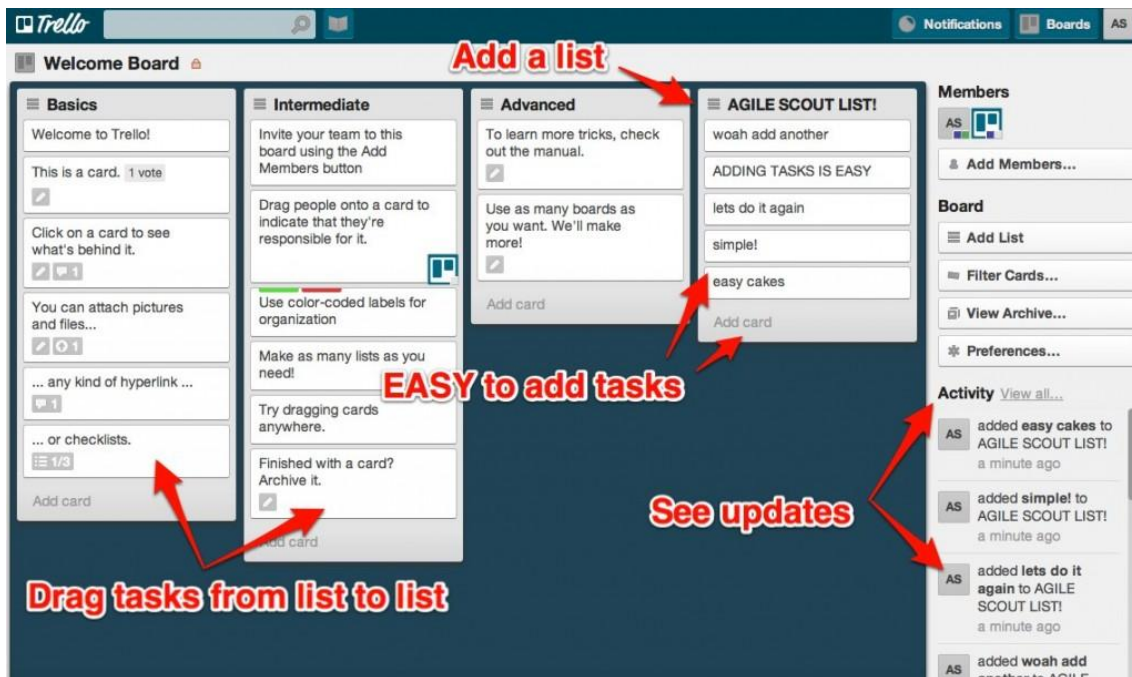 Trello
Notifications
Boards
AS
Welcome Board
Add a list
Basics
Welcome to Trello!
This is a card. 1 vote
Click on a card to see
what's behind it.
1
You can attach pictures
and files...
1
... any kind of hyperlink ...
1
... or checklists.
1/3
Add card
Intermediate
Invite your team to this
board using the Add
Members button
Drag people onto a card to
indicate that they're
responsible for it.
Use color-coded labels for
organization
Make as many lists as you
need!
Try dragging cards
anywhere.
Finished with a card?
Archive it.
Add card
Advanced
To learn more tricks, check
out the manual.
Use as many boards as
you want. We'll make
more!
Add card
AGILE SCOUT LIST!
woah add another
ADDING TASKS IS EASY
lets do it again
simple!
easy cakes
Add card
EASY to add tasks
Drag tasks from list to list
See updates
Members
AS
Add Members...
Board
Add List
Filter Cards...
View Archive...
Preferences...
Activity View all...
AS
added easy cakes to
AGILE SCOUT LIST!
a minute ago
AS
added simple! to
AGILE SCOUT LIST!
a minute ago
AS
added lets do it
again to AGILE
SCOUT LIST!
a minute ago
AS
added woah add
another to AGILE